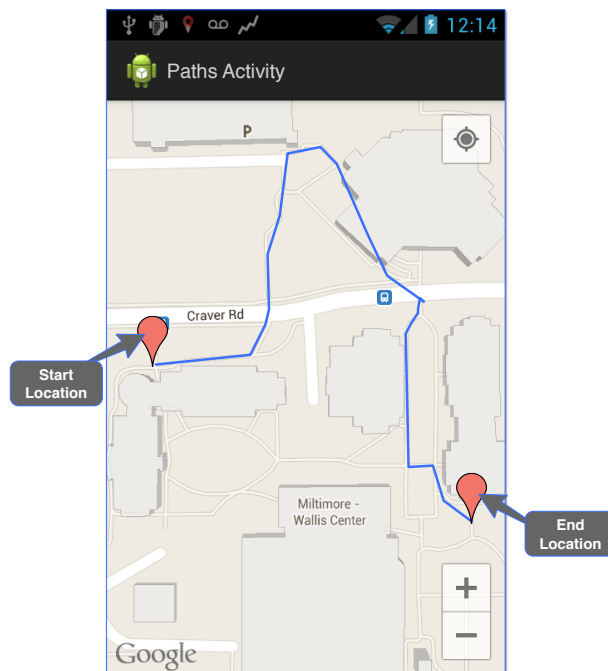 12:14
Paths Activity
P
Craver Rd
Start
Location
Miltimore -
Wallis Center
End
Location
+
−
Google